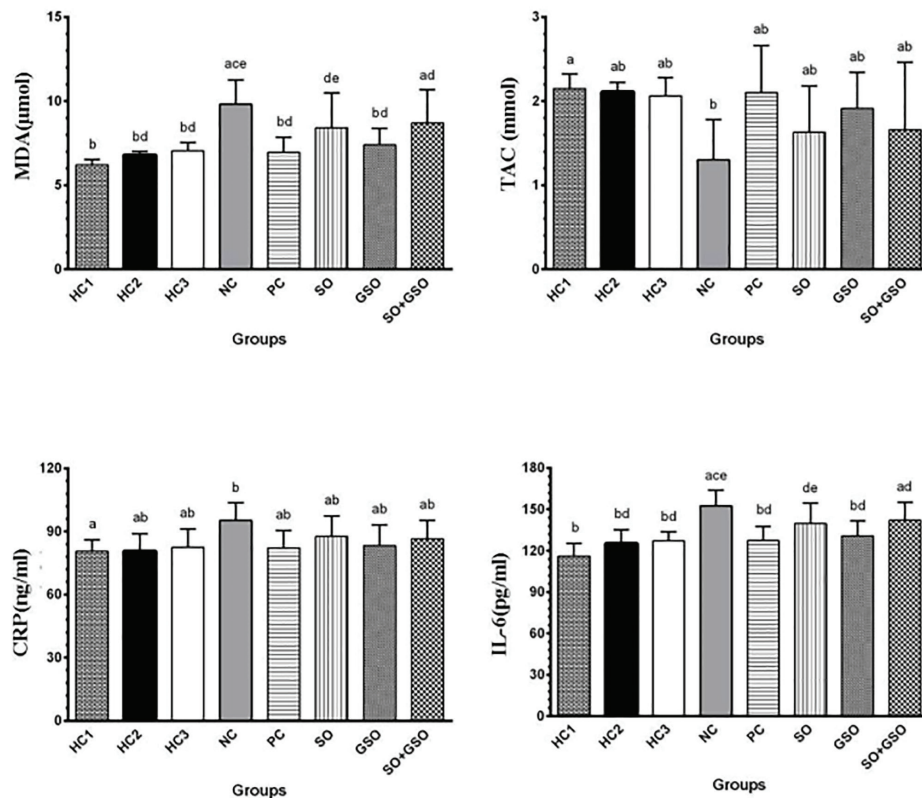 MDA(μmol)
15
10
5
0
b
bd
bd
ace
bd
de
bd
ad
HC1
HC2
HC3
NC
PC
SO
GSO
SO+GSO
Groups
TAC (mmol)
3
2
1
0
a
ab
ab
b
ab
ab
ab
ab
HC1
HC2
HC3
NC
PC
SO
GSO
SO+GSO
Groups
CRP(ng/ml)
120
90
60
30
0
a
ab
ab
b
ab
ab
ab
ab
HC1
HC2
HC3
NC
PC
SO
GSO
SO+GSO
Groups
IL-6(pg/ml)
180
150
120
90
60
30
0
b
bd
bd
ace
bd
de
bd
ad
HC1
HC2
HC3
NC
PC
SO
GSO
SO+GSO
Groups